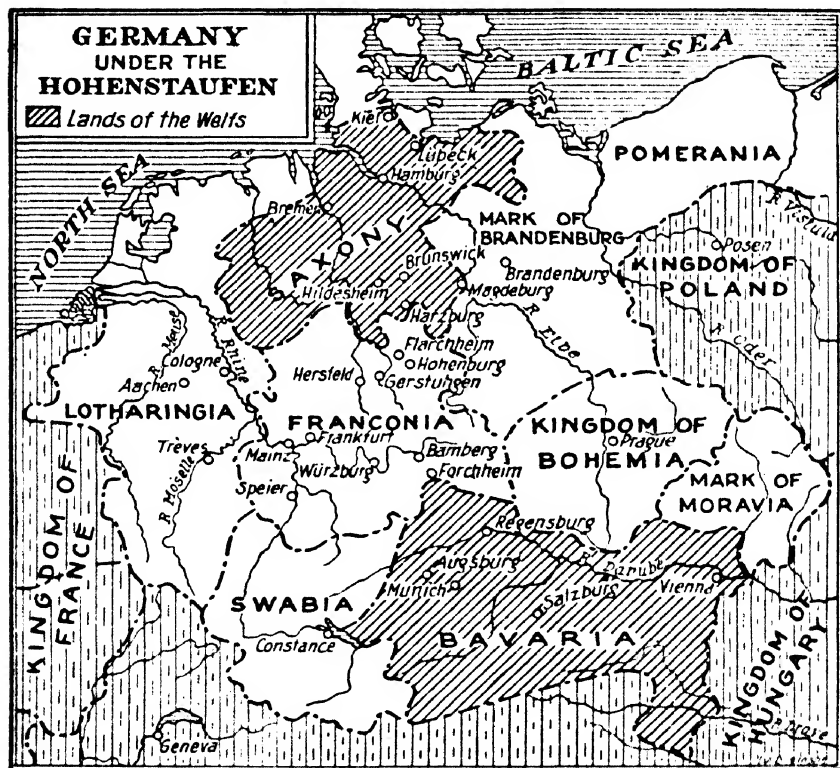 GERMANY
UNDER THE
HOHENSTAUFEN
Lands of the Welfs
BALTIC SEA
NORTH SEA
Kiel
Lübeck
Hamburg
POMERANIA
Bremen
SAXONY
MARK OF
BRANDENBURG
R. Vistula
Posen
KINGDOM OF
POLAND
Brunswick
Brandenburg
Hildesheim
Magdeburg
Harzburg
R. Elbe
R. Oder
R. Meuse
Rhine
Cologne
Aachen
Flarchheim
Hohenburg
Hersfeld
Gerstungen
LOTHARINGIA
FRANCONIA
KINGDOM OF
BOHEMIA
Prague
Trèves
Frankfurt
Mainz
Würzburg
Bamberg
Forchheim
MARK OF
MORAVIA
R. Moselle
Speier
KINGDOM OF
FRANCE
Regensburg
R. Danube
Augsburg
Munich
Salzburg
Vienna
SWABIA
BAVARIA
Constance
KINGDOM OF
HUNGARY
Geneva